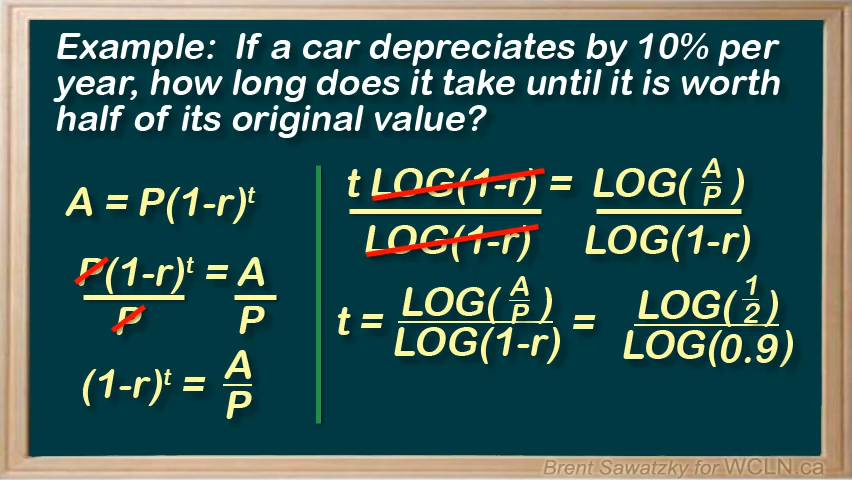 Example: If a car depreciates by 10% per
year, how long does it take until it is worth
half of its original value?
A = P(1-r)^t
P(1-r)^t = A
P P
(1-r)^t = A/P
t LOG(1-r) = LOG(A/P)
LOG(1-r) LOG(1-r)
t = LOG(A/P) = LOG(1/2)
LOG(1-r) LOG(0.9)
Brent Sawatzky for WCLN.ca